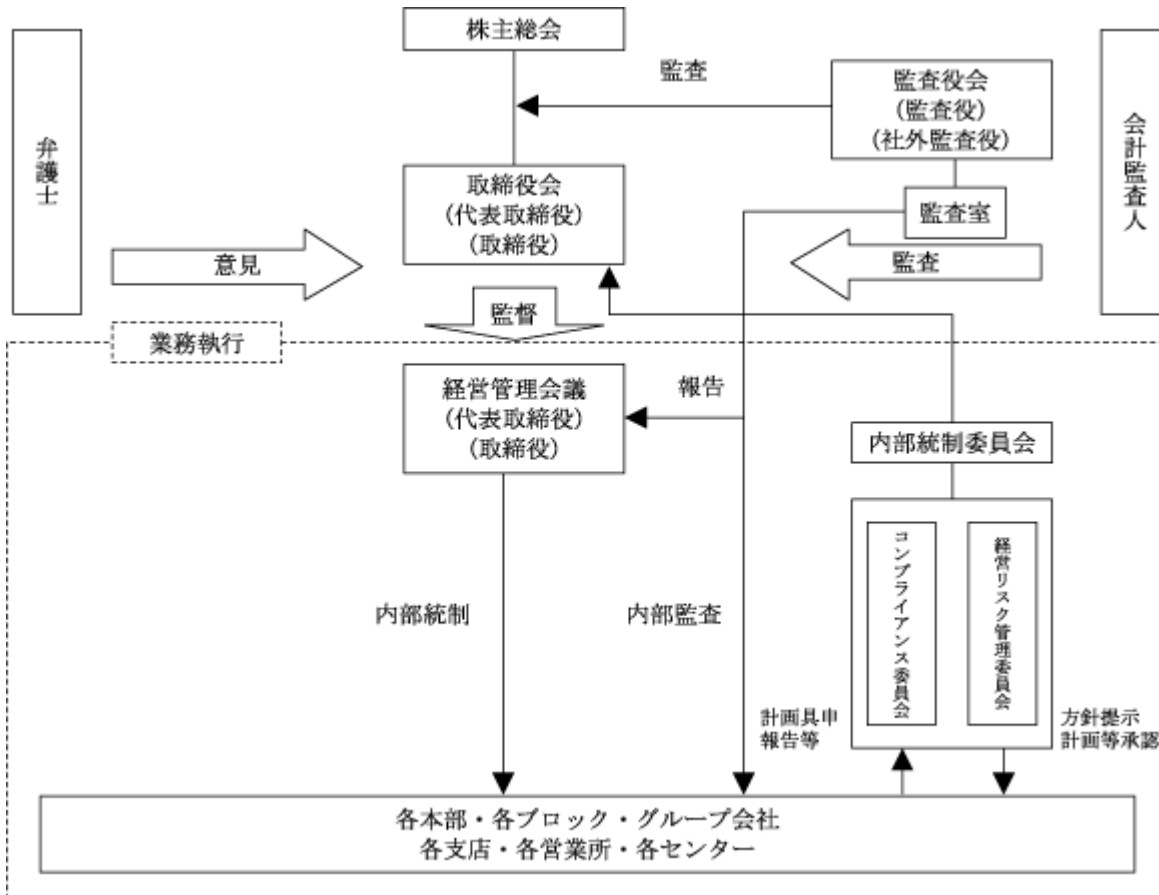 株主総会
監査
監査役会
(監査役)
(社外監査役)
弁護士
会計監査人
取締役会
(代表取締役)
(取締役)
監査室
意見
監査
監督
業務執行
経営管理会議
(代表取締役)
(取締役)
報告
内部統制委員会
コンプライアンス委員会
経営リスク管理委員会
内部統制
内部監査
計画具申
報告等
方針提示
計画等承認
各本部・各ブロック・グループ会社
各支店・各営業所・各センター